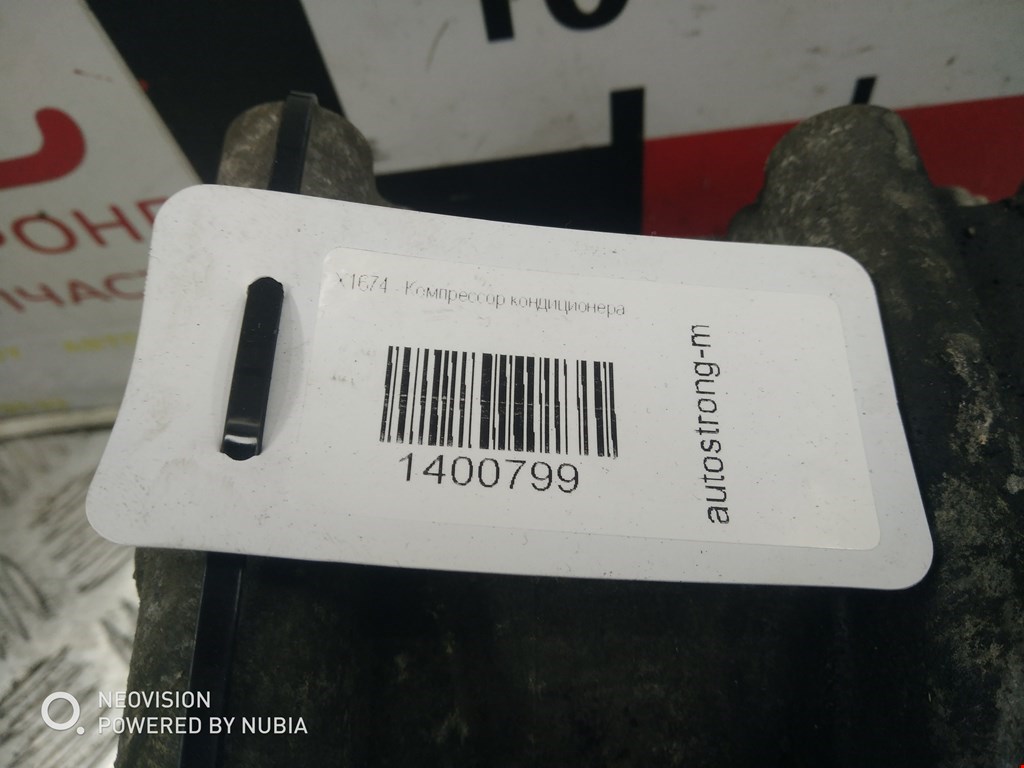 X1674 . Компрессор кондиционера
1400799
autostrong-m
NEOVISION
POWERED BY NUBIA